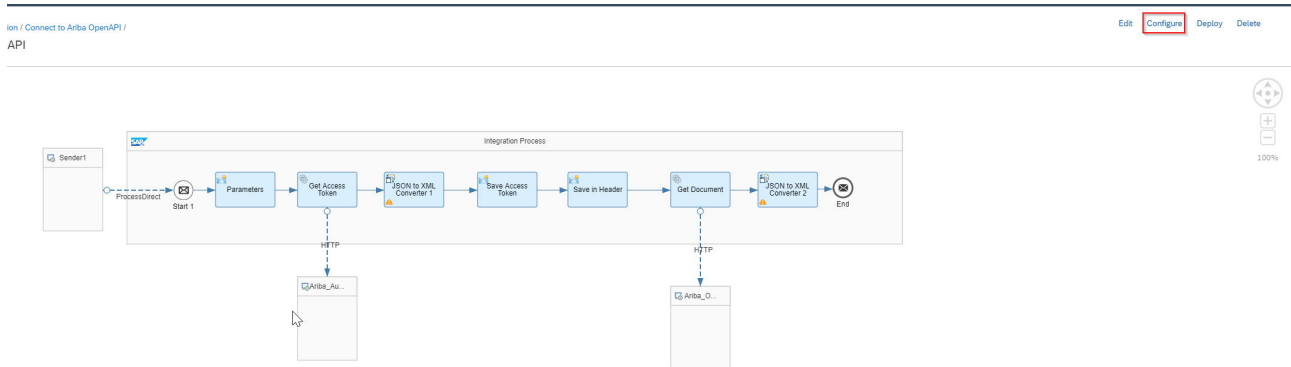 ion / Connect to Ariba OpenAPI /
Edit Configure Deploy Delete
API
100%
SAP
Integration Process
Sender1
ProcessDirect
Start 1
Parameters
Get Access
Token
JSON to XML
Converter 1
Save Access
Token
Save in Header
Get Document
JSON to XML
Converter 2
End
HTTP
HTTP
Ariba_Au...
Ariba_O...